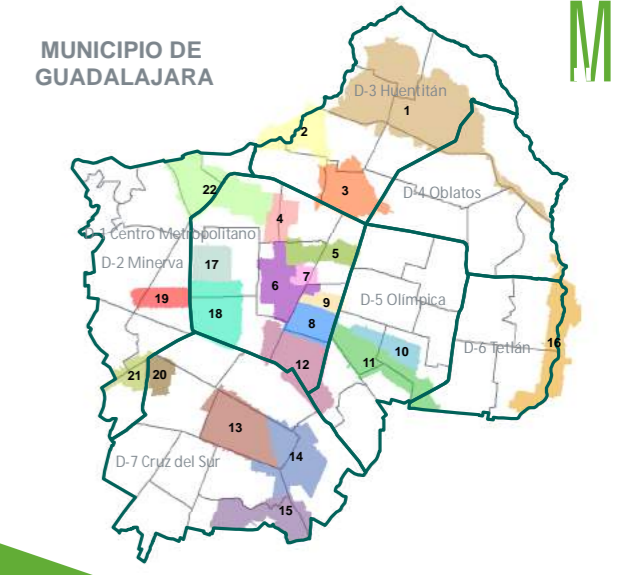 MUNICIPIO DE
GUADALAJARA
M
D-3 Huentitán
1
2
3
22
D-4 Oblatos
4
D-1 Centro Metropolitano
5
D-2 Minerva
17
7
6
19
9
D-5 Olímpica
18
8
16
D-6 Tetlán
10
11
12
21
20
13
14
D-7 Cruz del Sur
15